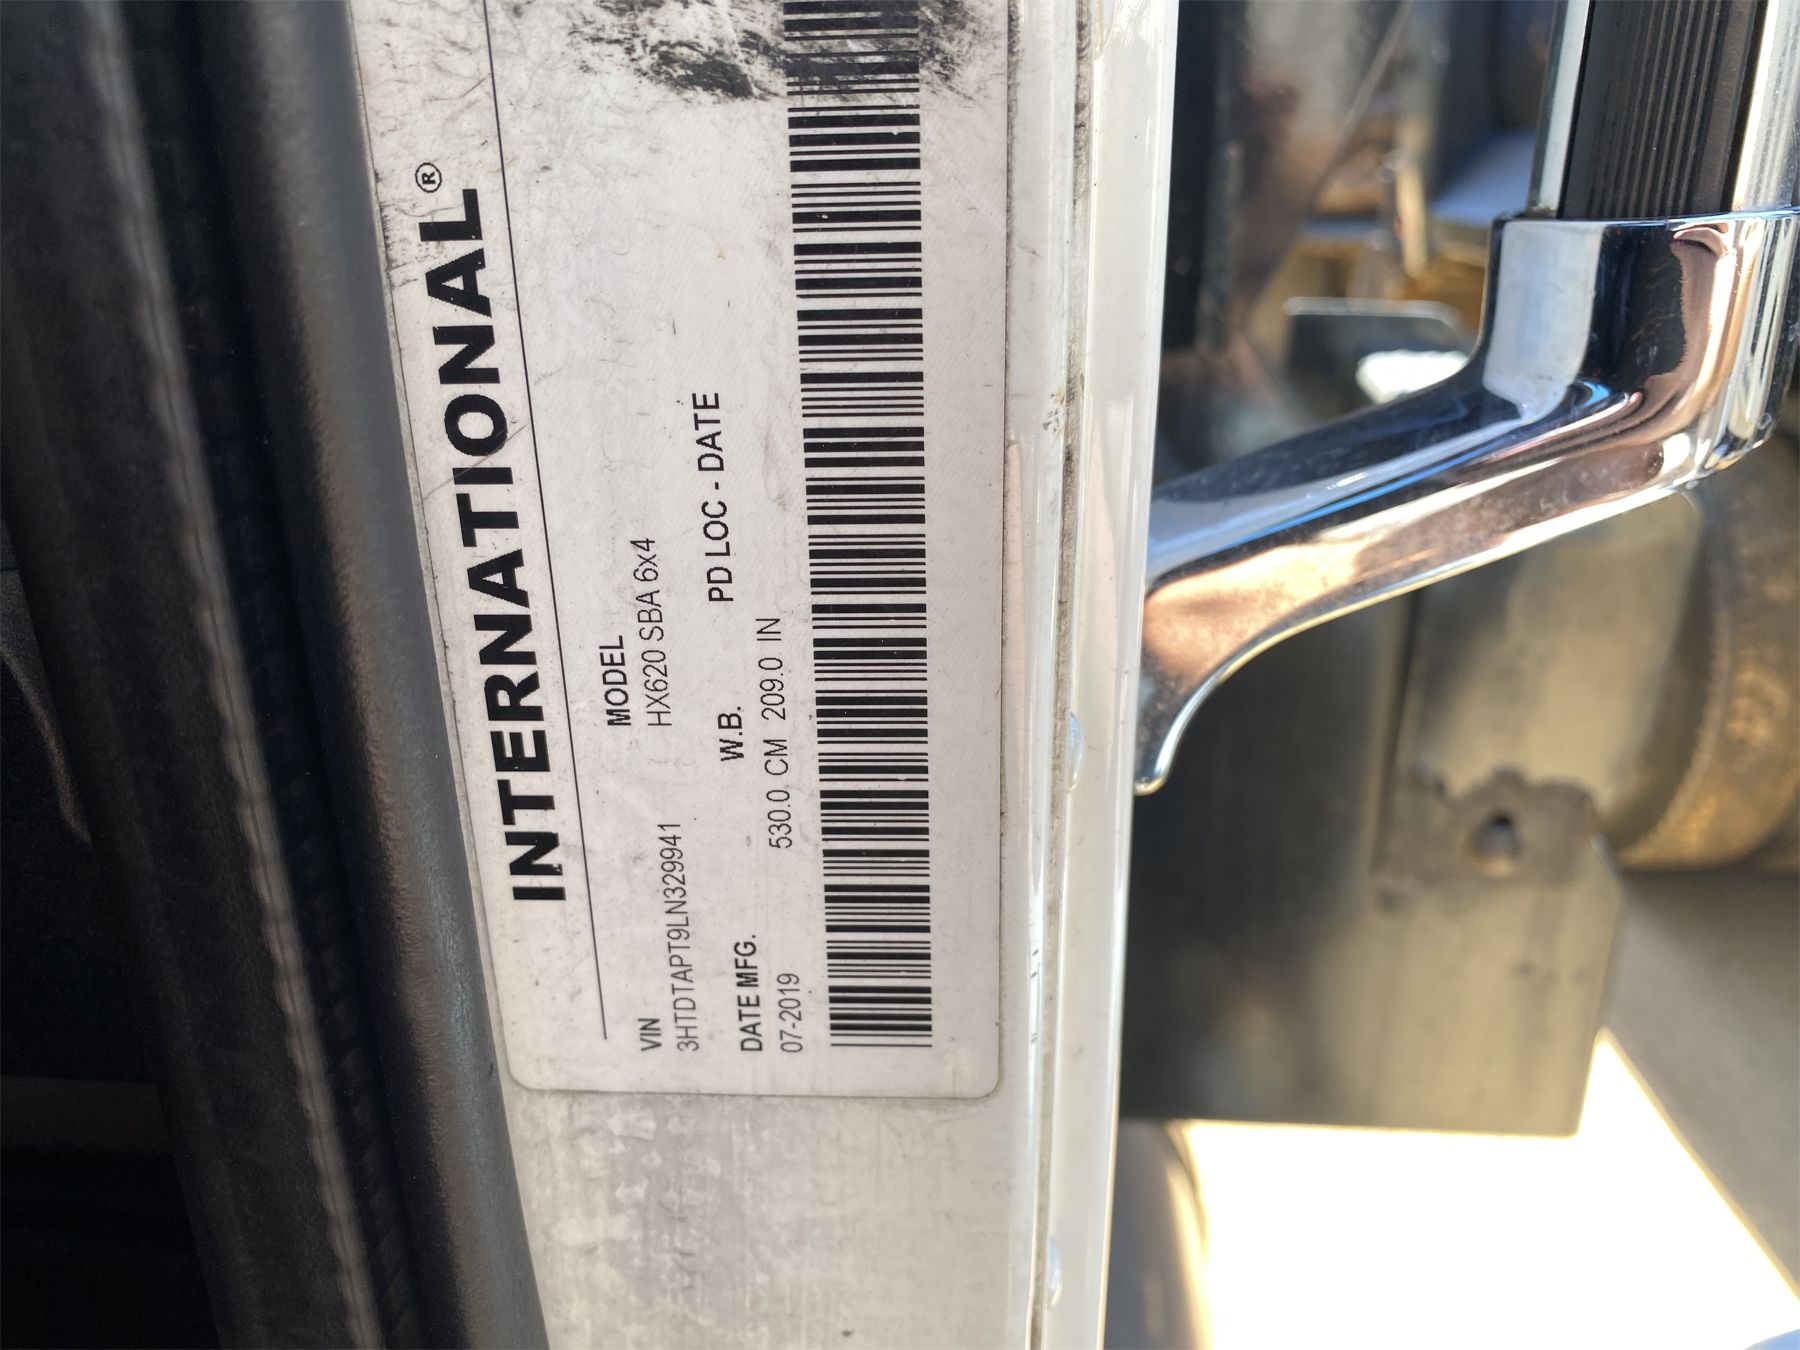 INTERNATIONAL®
VIN MODEL
3HTDTAPT9LN329941 HX620 SBA 6x4
DATE MFG. W.B. PD LOC - DATE
07-2019 530.0 CM 209.0 IN